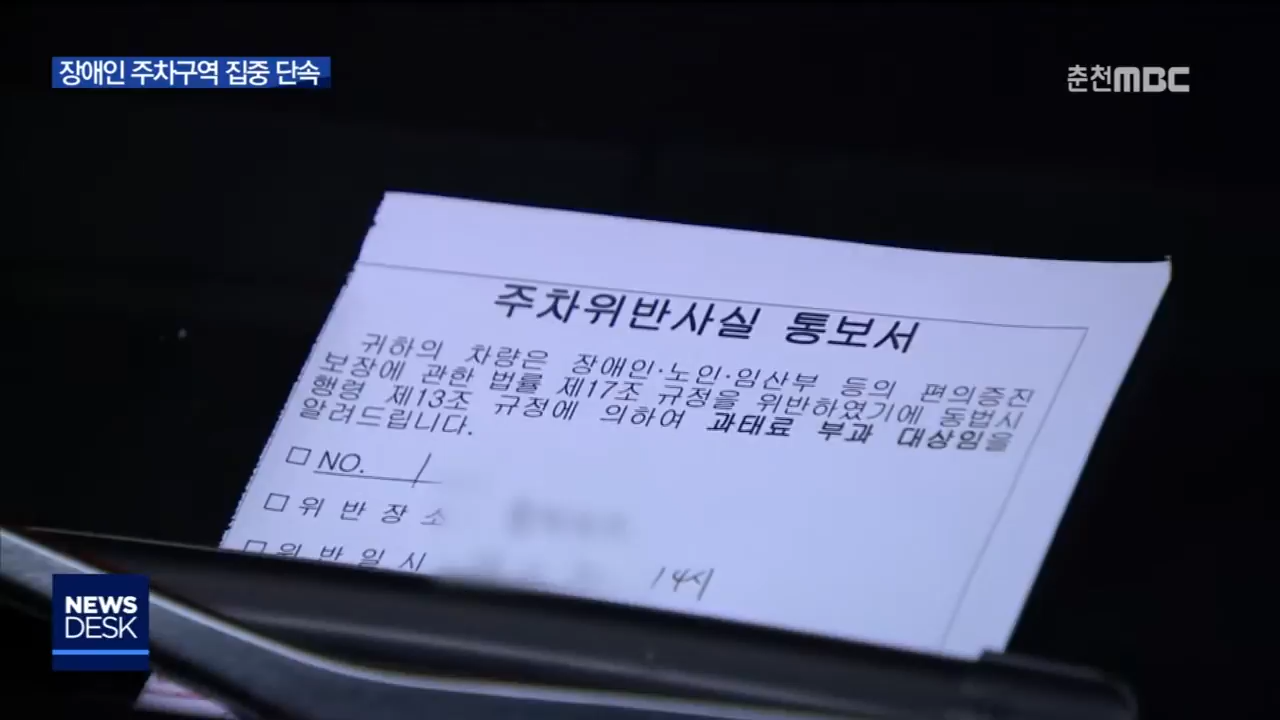 장애인 주차구역 집중 단속
춘천MBC
주차위반사실 통보서
귀하의 차량은 장애인·노인·임산부 등의 편의증진
보장에 관한 법률 제17조 규정을 위반하였기에 동법시
행령 제13조 규정에 의하여 과태료 부과 대상임을
알려드립니다.
□ NO. /
□ 위 반 장 소
□ 위 반 일 시 14시
NEWS
DESK